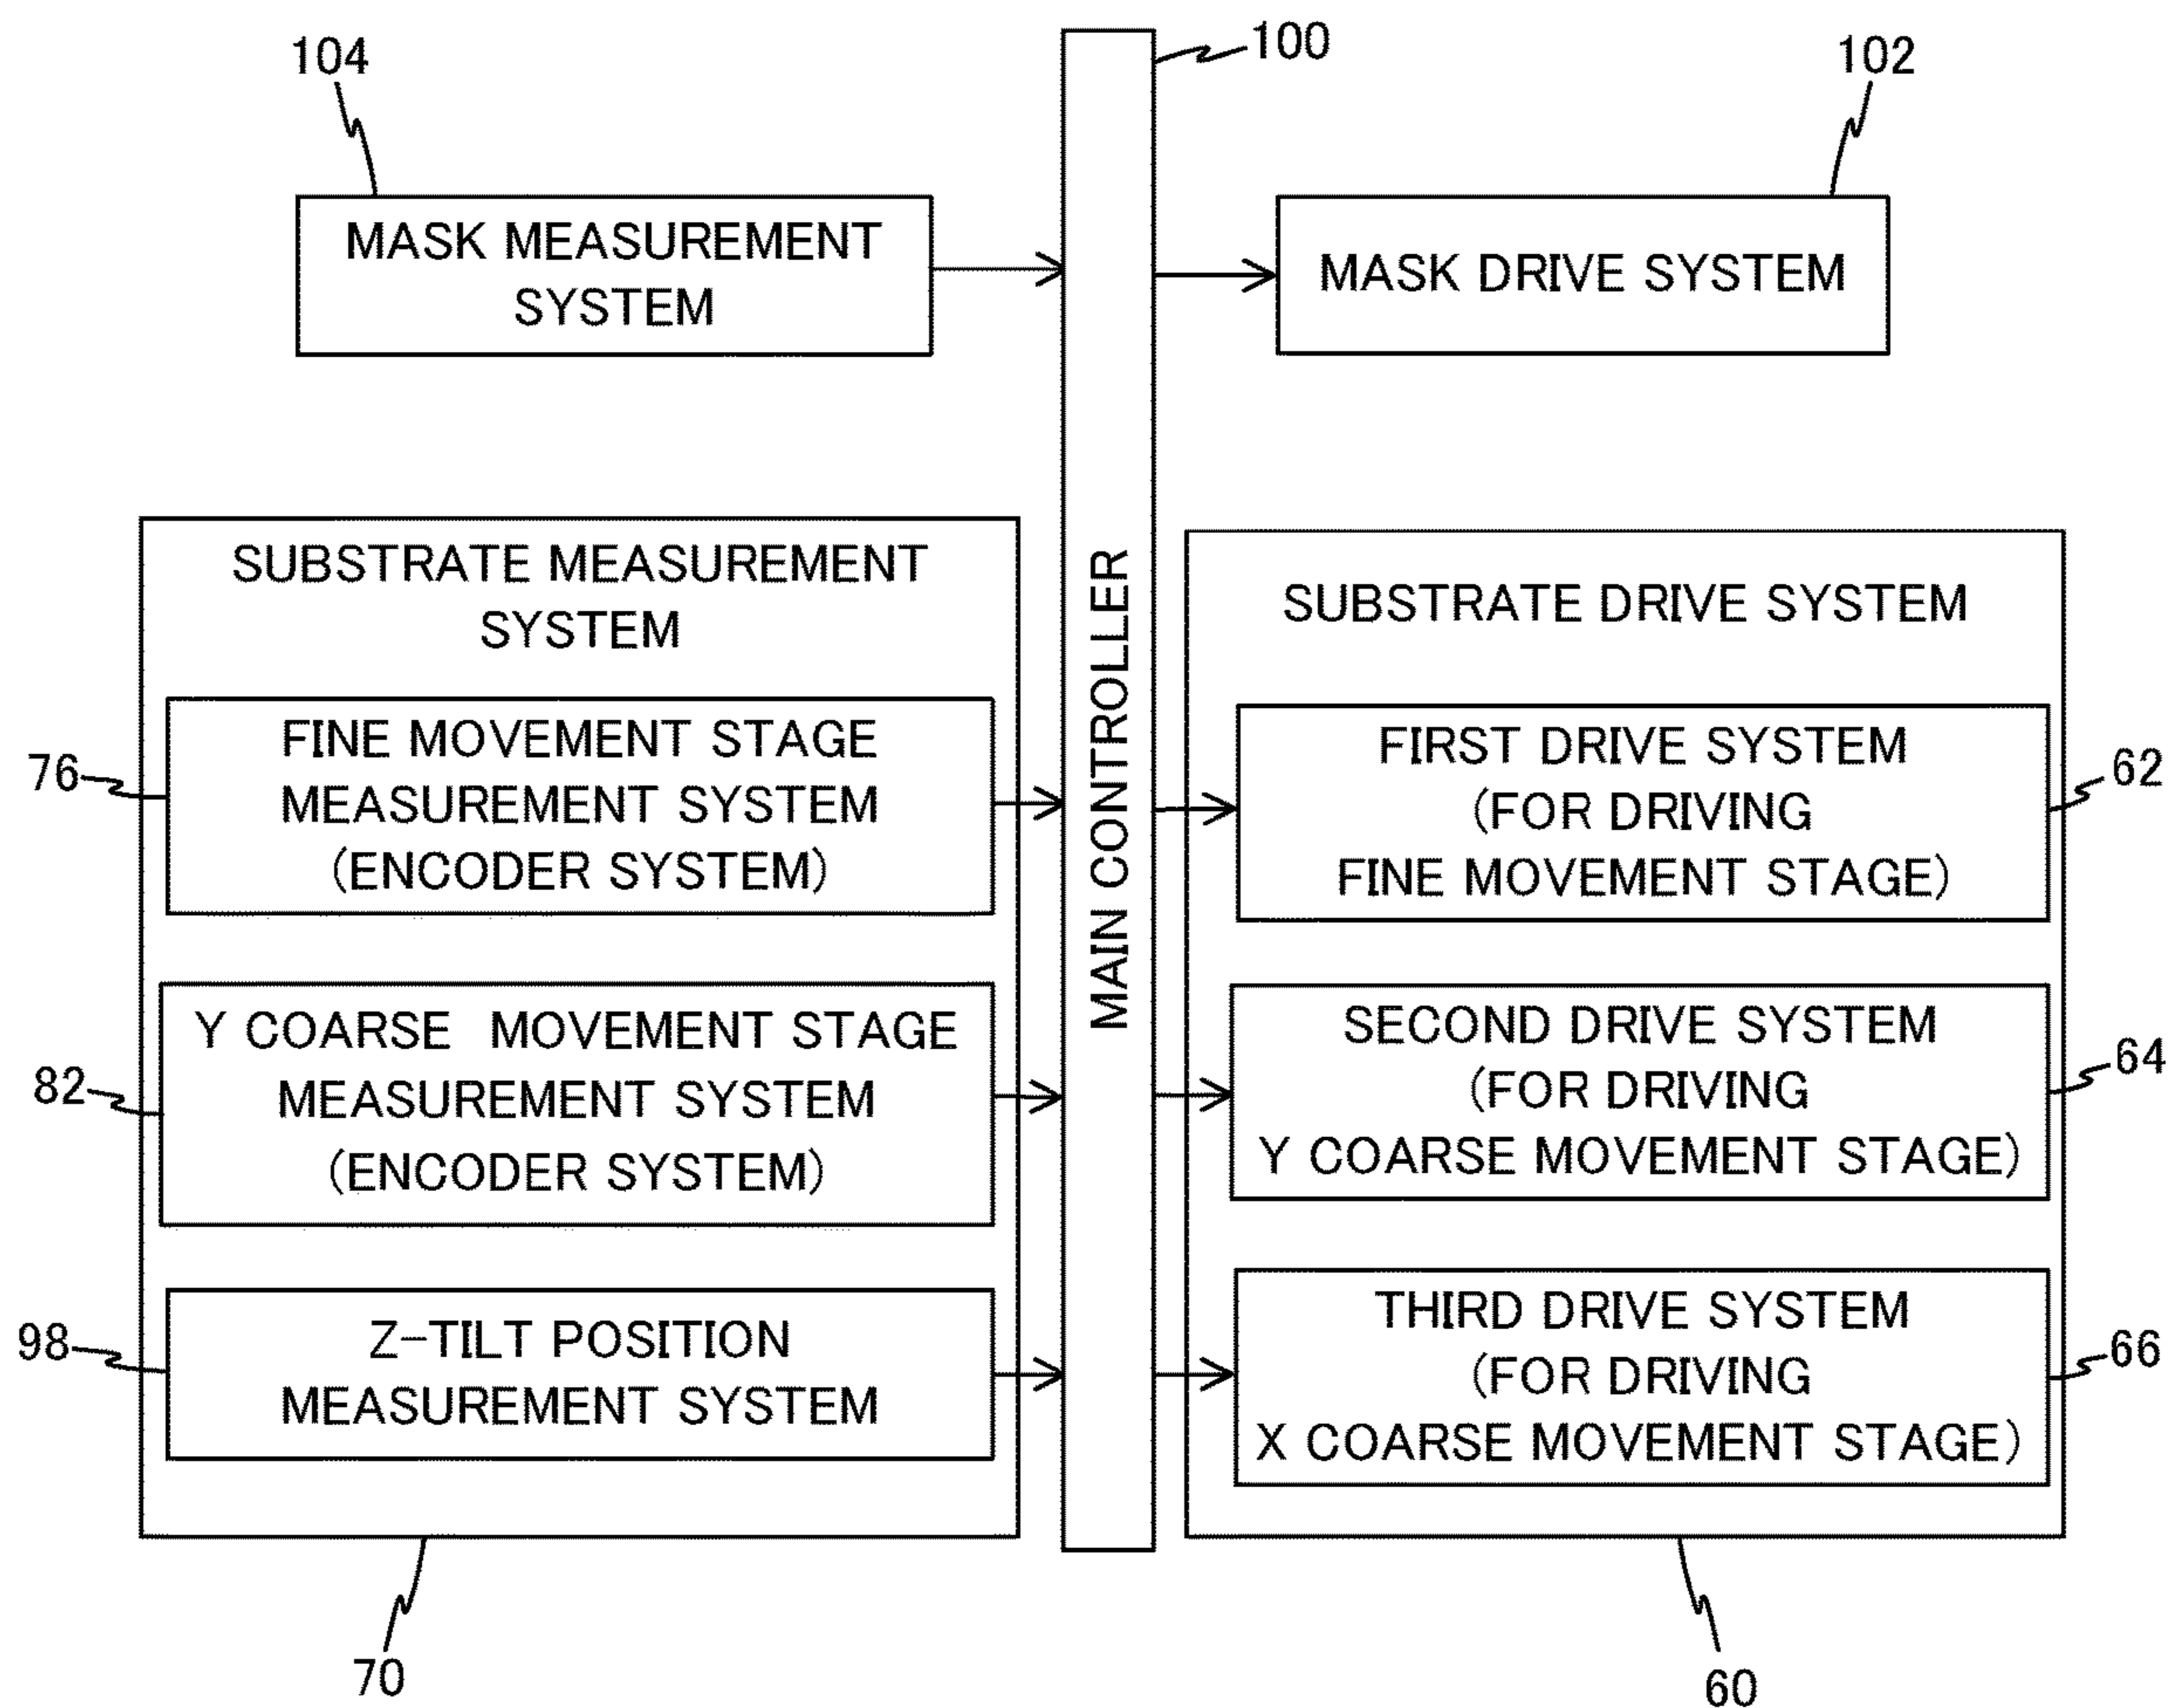 100
104
102
MASK MEASUREMENT
SYSTEM
MASK DRIVE SYSTEM
MAIN CONTROLLER
SUBSTRATE MEASUREMENT
SYSTEM
76
FINE MOVEMENT STAGE
MEASUREMENT SYSTEM
(ENCODER SYSTEM)
82
Y COARSE MOVEMENT STAGE
MEASUREMENT SYSTEM
(ENCODER SYSTEM)
98
Z-TILT POSITION
MEASUREMENT SYSTEM
70
SUBSTRATE DRIVE SYSTEM
FIRST DRIVE SYSTEM
(FOR DRIVING
FINE MOVEMENT STAGE)
62
SECOND DRIVE SYSTEM
(FOR DRIVING
Y COARSE MOVEMENT STAGE)
64
THIRD DRIVE SYSTEM
(FOR DRIVING
X COARSE MOVEMENT STAGE)
66
60